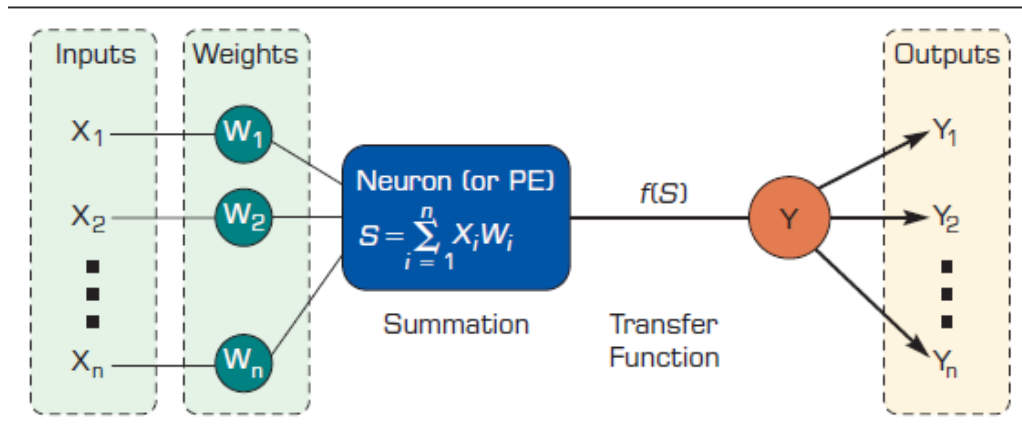 Inputs
Weights
Outputs
X1
W1
Y1
Neuron (or PE)
f(S)
X2
W2
S = n∑i = 1 XiWi
Y
Y2
Summation
Transfer
Function
Xn
Wn
Yn